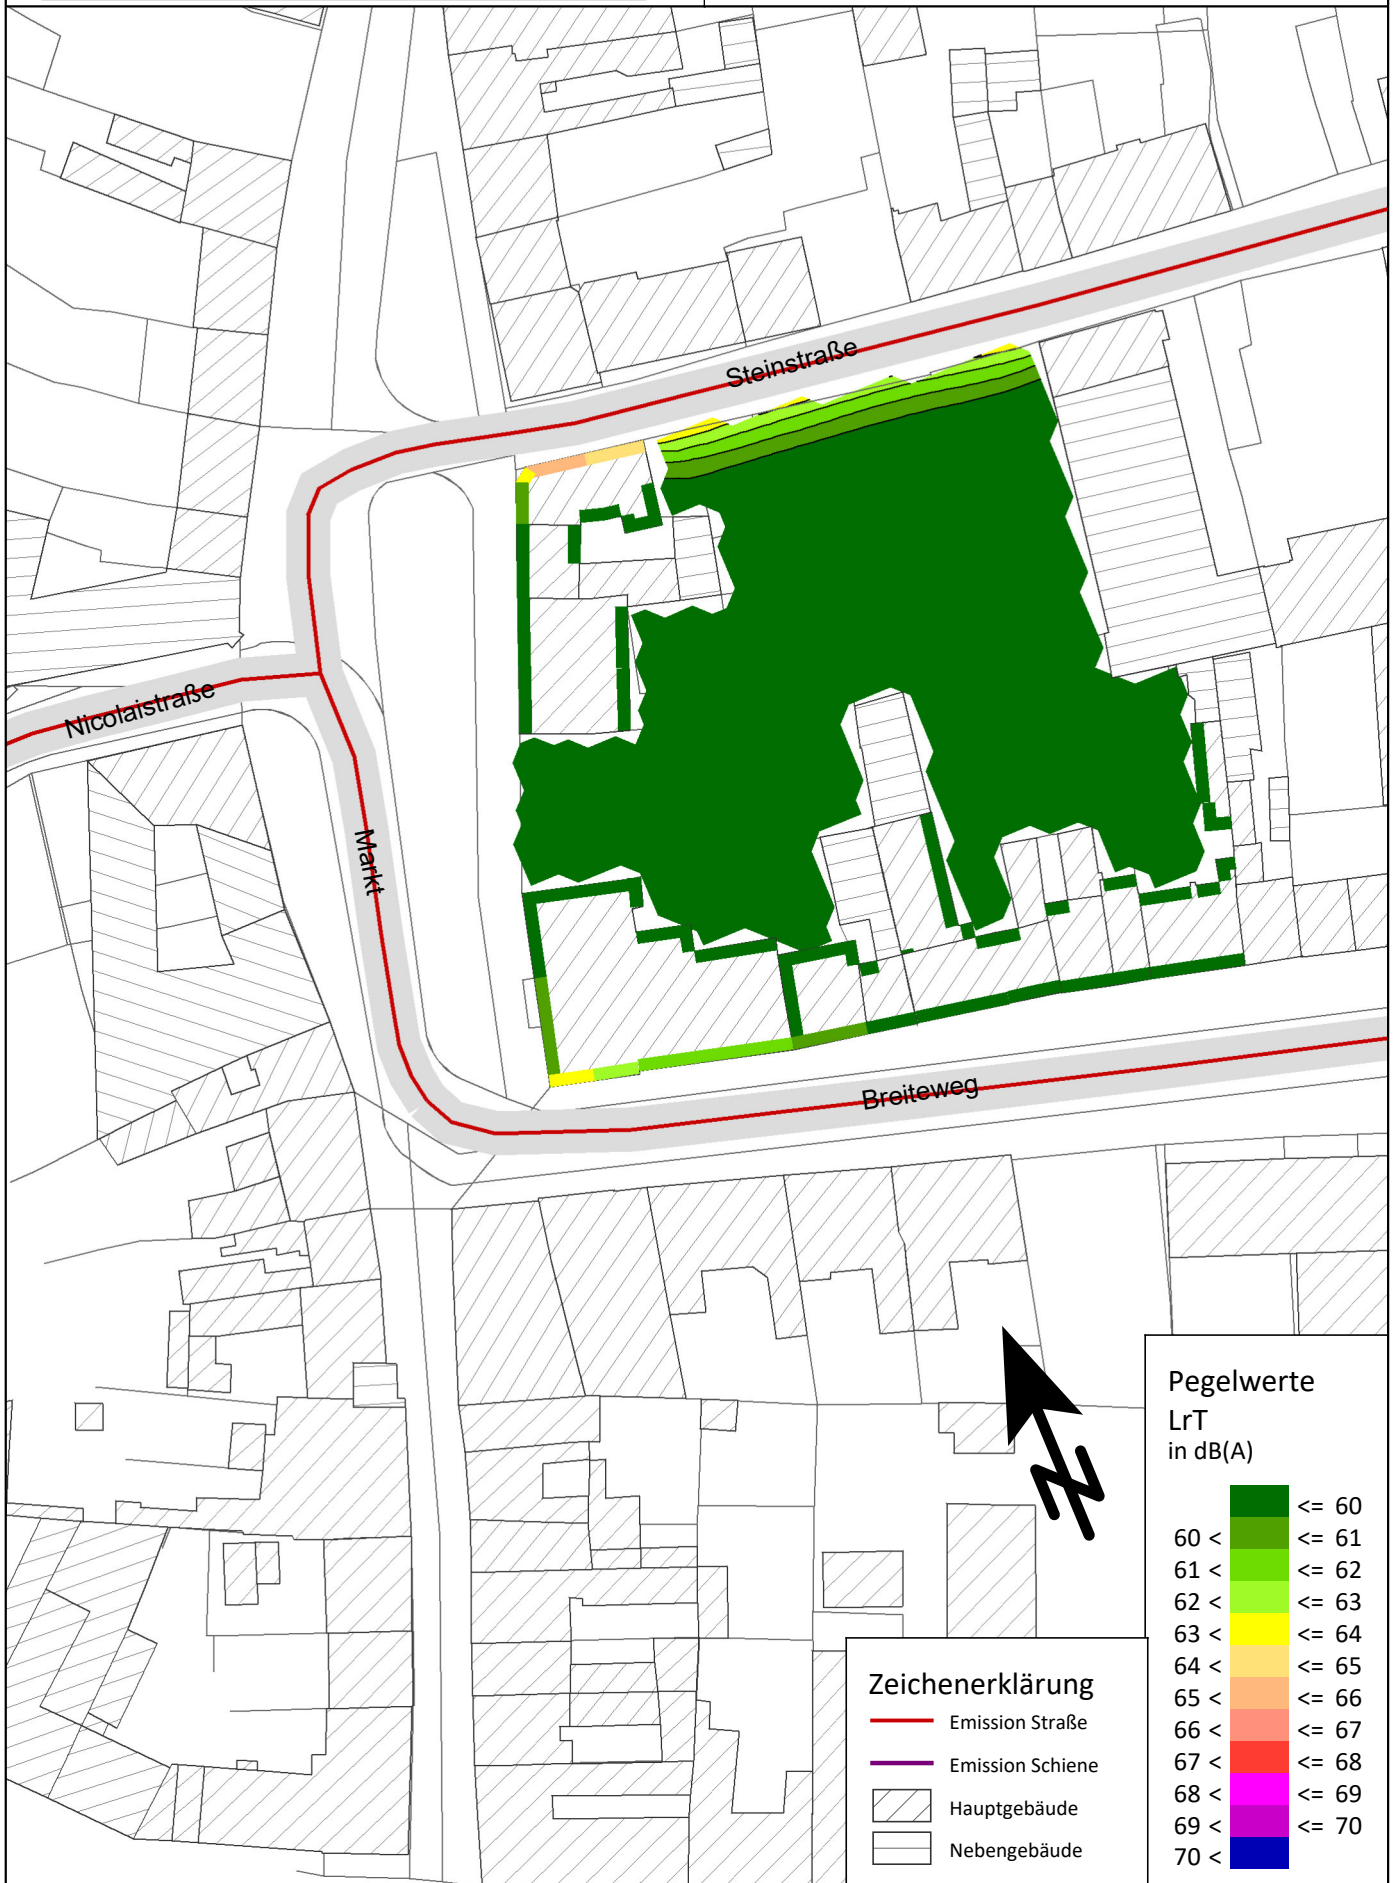 Steinstraße
Nicolaistraße
Markt
Breiteweg
Pegelwerte
LrT
in dB(A)
<= 60
60 < <= 61
61 < <= 62
62 < <= 63
63 < <= 64
64 < <= 65
65 < <= 66
66 < <= 67
67 < <= 68
68 < <= 69
69 < <= 70
70 <
Zeichenerklärung
Emission Straße
Emission Schiene
Hauptgebäude
Nebengebäude